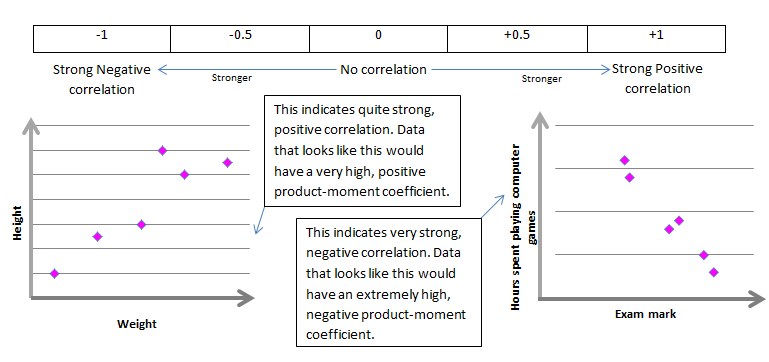 -1 -0.5 0 +0.5 +1
Strong Negative
correlation
Stronger
No correlation
Stronger
Strong Positive
correlation
This indicates quite strong,
positive correlation. Data
that looks like this would
have a very high, positive
product-moment coefficient.
This indicates very strong,
negative correlation. Data
that looks like this would
have an extremely high,
negative product-moment
coefficient.
Height
Weight
Hours spent playing computer
games
Exam mark